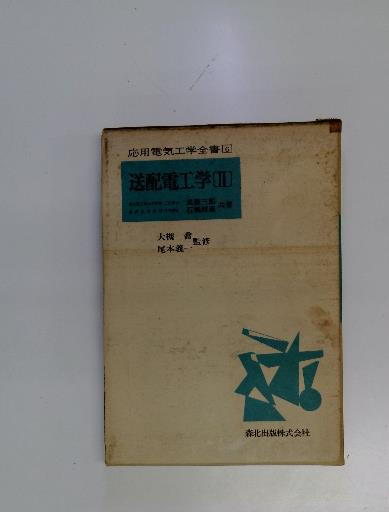 応用電気工学全書[6]
送配電工学〔II〕
共著
大槻 喬
尾本義一
監修
森北出版株式会社